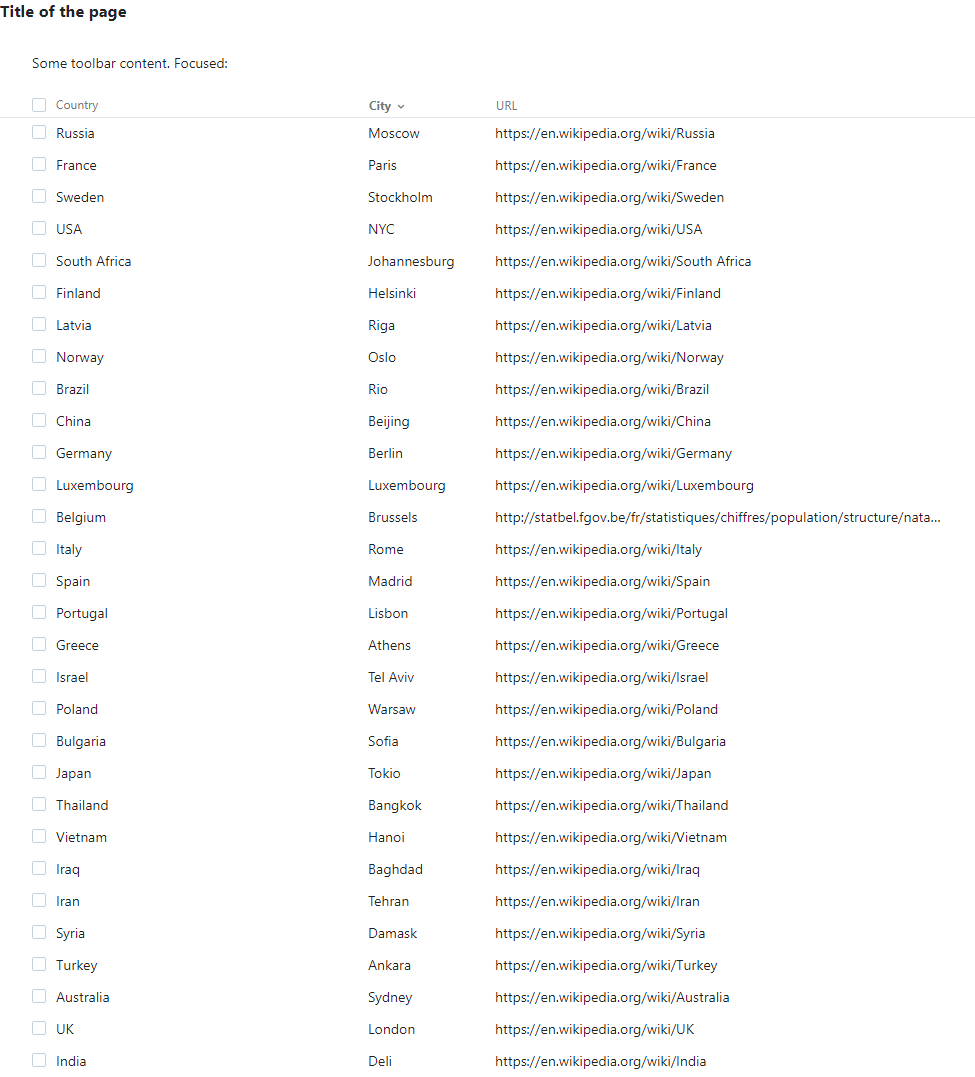 Title of the page
Some toolbar content. Focused:
Country City URL
Russia Moscow https://en.wikipedia.org/wiki/Russia
France Paris https://en.wikipedia.org/wiki/France
Sweden Stockholm https://en.wikipedia.org/wiki/Sweden
USA NYC https://en.wikipedia.org/wiki/USA
South Africa Johannesburg https://en.wikipedia.org/wiki/South Africa
Finland Helsinki https://en.wikipedia.org/wiki/Finland
Latvia Riga https://en.wikipedia.org/wiki/Latvia
Norway Oslo https://en.wikipedia.org/wiki/Norway
Brazil Rio https://en.wikipedia.org/wiki/Brazil
China Beijing https://en.wikipedia.org/wiki/China
Germany Berlin https://en.wikipedia.org/wiki/Germany
Luxembourg Luxembourg https://en.wikipedia.org/wiki/Luxembourg
Belgium Brussels http://statbel.fgov.be/fr/statistiques/chiffres/population/structure/nata...
Italy Rome https://en.wikipedia.org/wiki/Italy
Spain Madrid https://en.wikipedia.org/wiki/Spain
Portugal Lisbon https://en.wikipedia.org/wiki/Portugal
Greece Athens https://en.wikipedia.org/wiki/Greece
Israel Tel Aviv https://en.wikipedia.org/wiki/Israel
Poland Warsaw https://en.wikipedia.org/wiki/Poland
Bulgaria Sofia https://en.wikipedia.org/wiki/Bulgaria
Japan Tokio https://en.wikipedia.org/wiki/Japan
Thailand Bangkok https://en.wikipedia.org/wiki/Thailand
Vietnam Hanoi https://en.wikipedia.org/wiki/Vietnam
Iraq Baghdad https://en.wikipedia.org/wiki/Iraq
Iran Tehran https://en.wikipedia.org/wiki/Iran
Syria Damask https://en.wikipedia.org/wiki/Syria
Turkey Ankara https://en.wikipedia.org/wiki/Turkey
Australia Sydney https://en.wikipedia.org/wiki/Australia
UK London https://en.wikipedia.org/wiki/UK
India Deli https://en.wikipedia.org/wiki/India